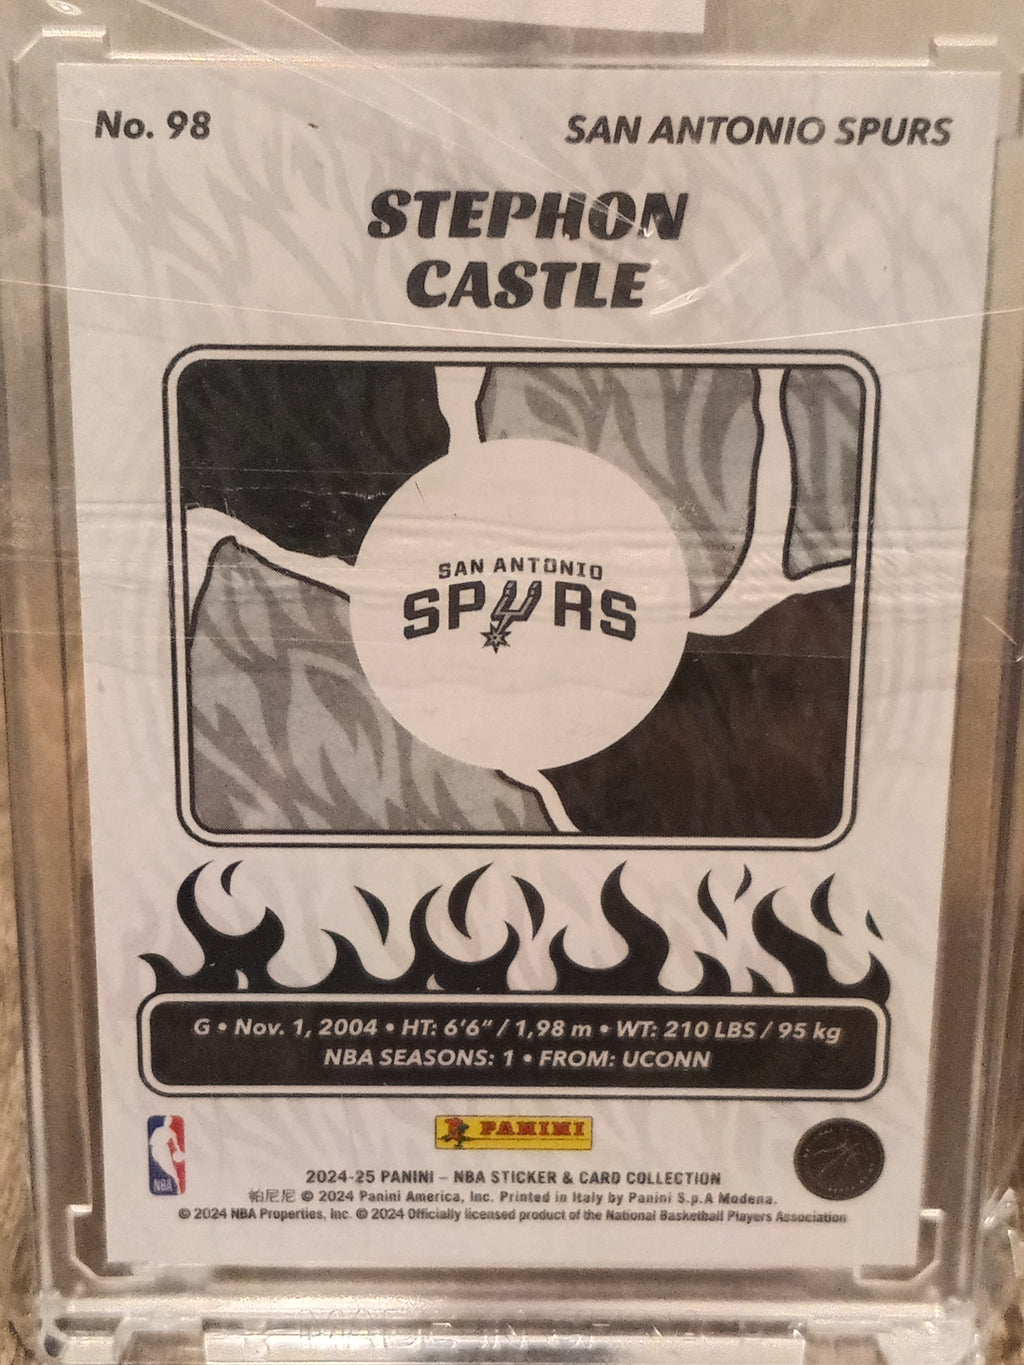 No. 98
SAN ANTONIO SPURS
STEPHON
CASTLE
SAN ANTONIO
SPURS
G • Nov. 1, 2004 • HT: 6'6" / 1,98 m • WT: 210 LBS / 95 kg
NBA SEASONS: 1 • FROM: UCONN
NBA
PANINI
2024-25 PANINI – NBA STICKER & CARD COLLECTION
帕尼尼 © 2024 Panini America, Inc. Printed in Italy by Panini S.p.A Modena.
© 2024 NBA Properties, Inc. © 2024 Officially licensed product of the National Basketball Players Association